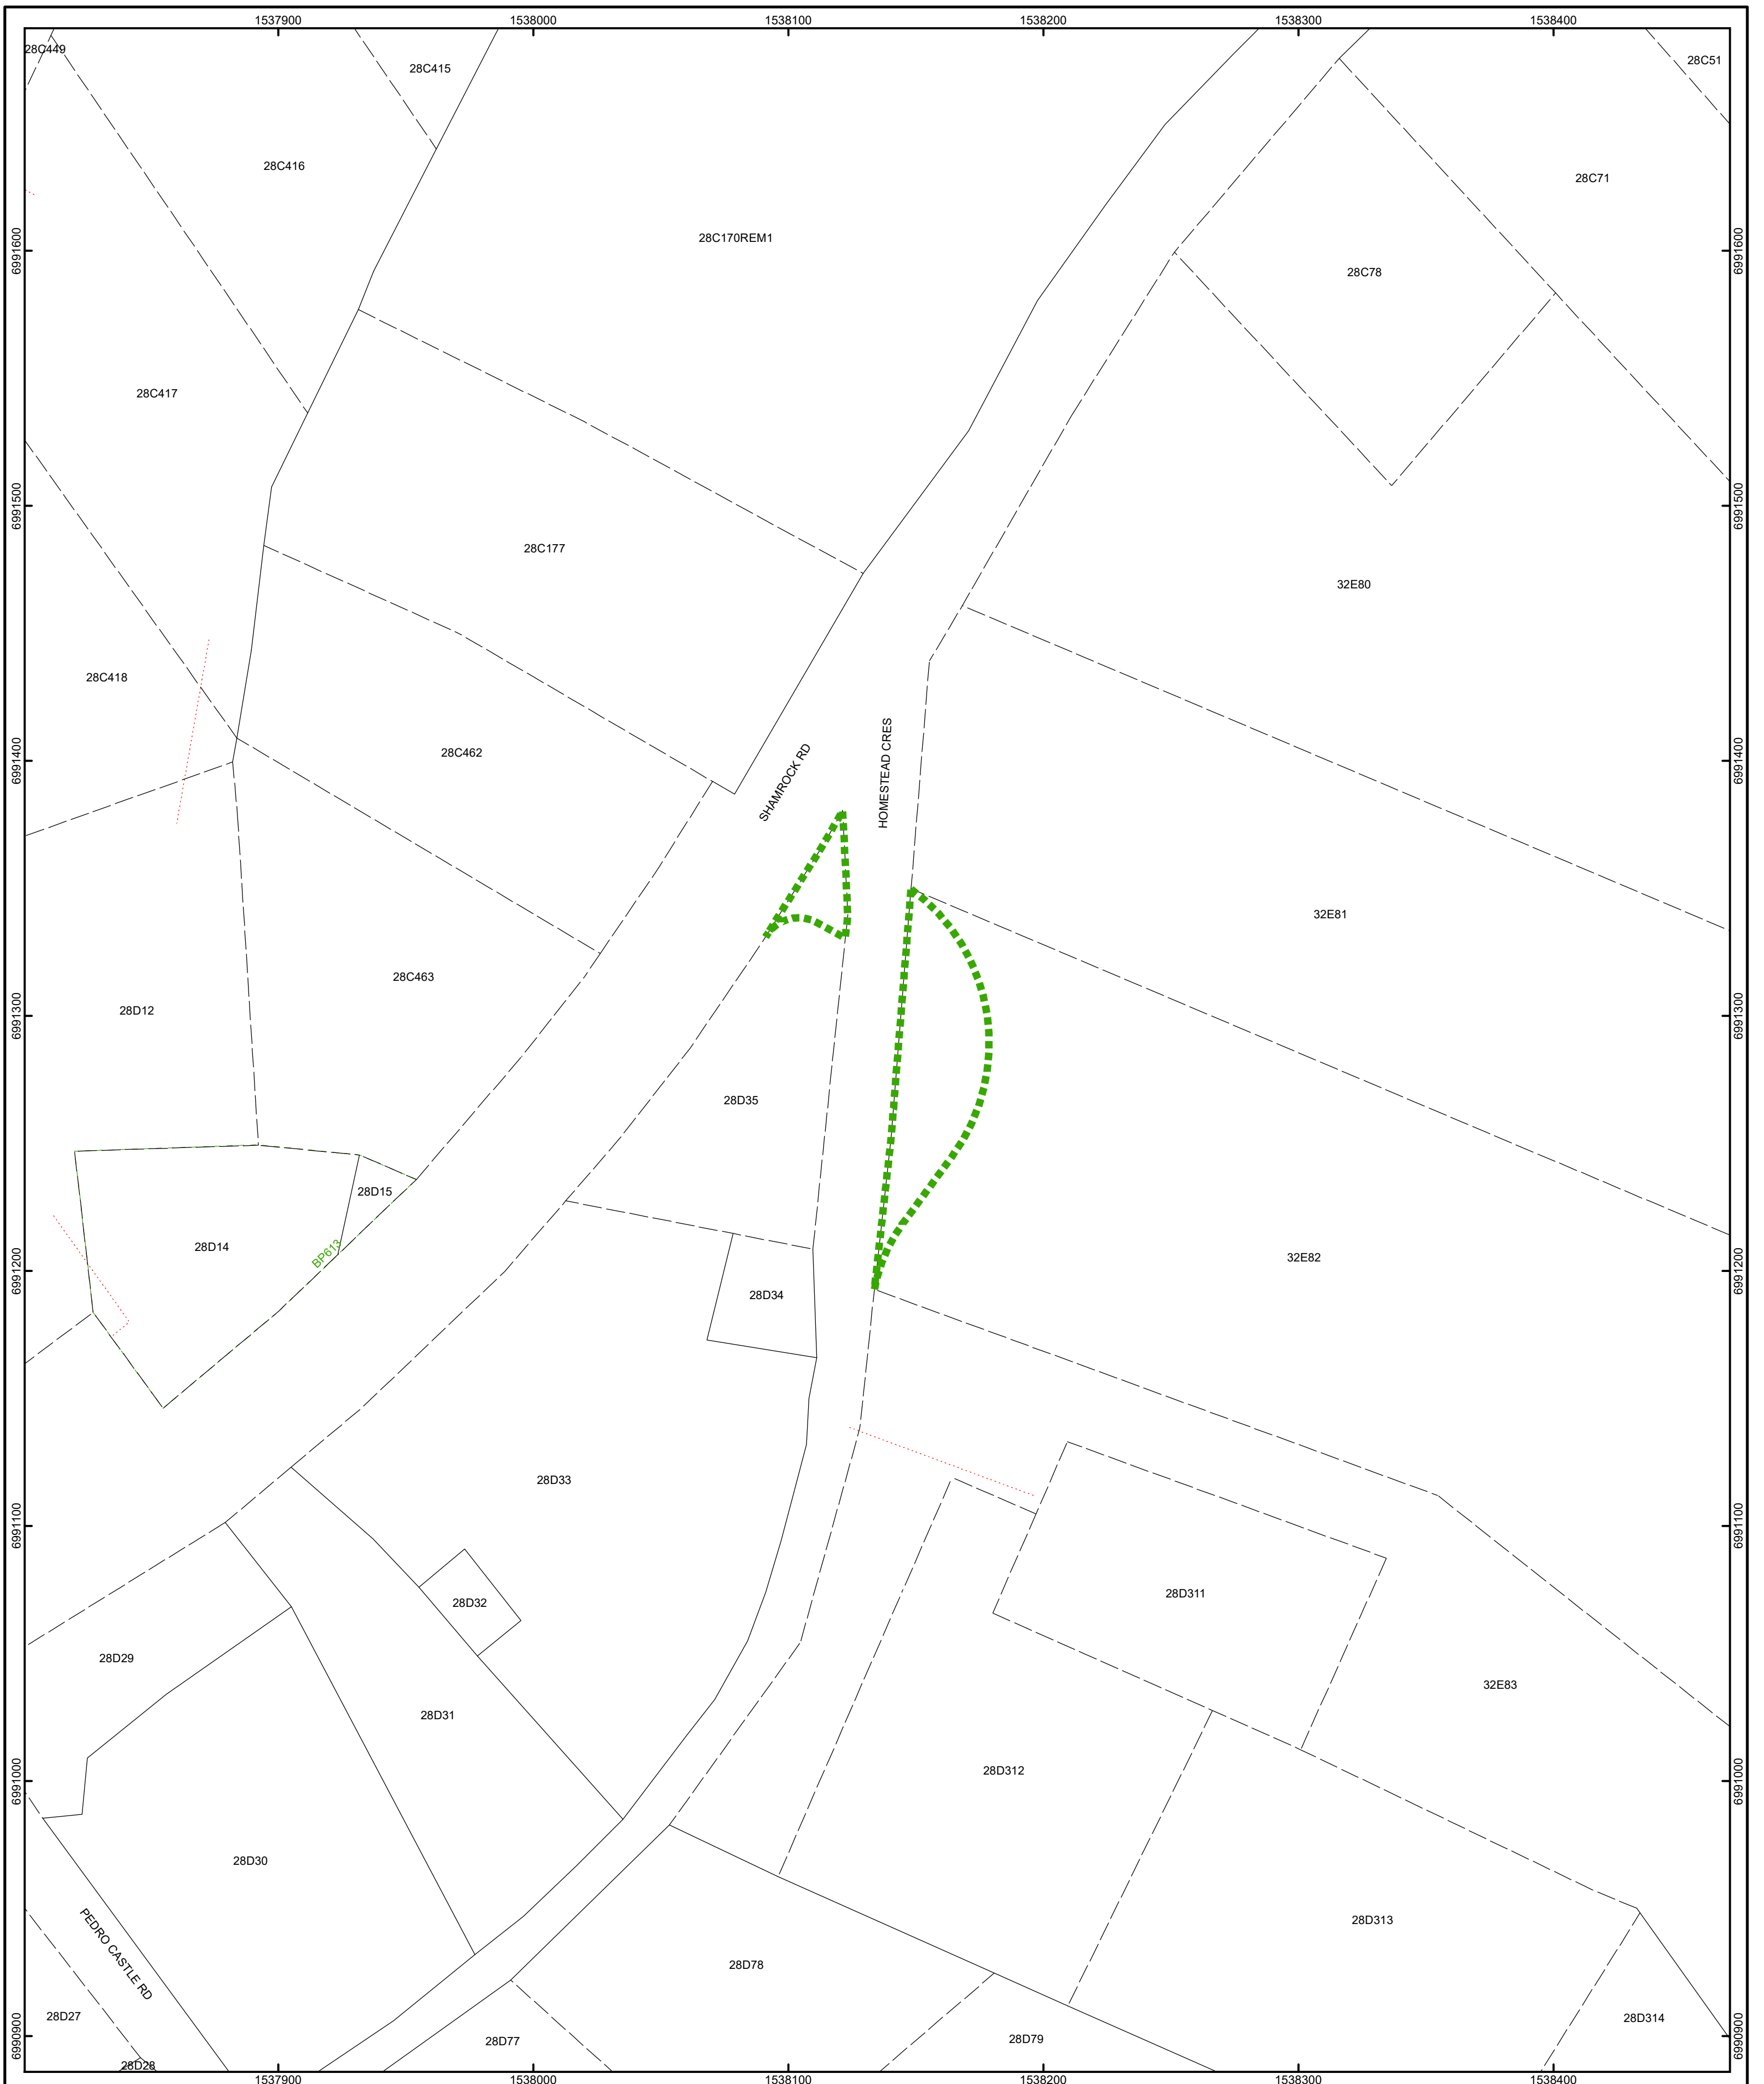 1537900 1538000 1538100 1538200 1538300 1538400
28C449
28C415
28C51
28C416
28C71
28C170REM1
6991600
6991600
28C78
28C417
6991500
6991500
28C177
32E80
28C418
28C462
6991400
6991400
SHAMROCK RD
HOMESTEAD CRES
32E81
28C463
28D12
6991300
6991300
28D35
28D15
28D14
BP613
32E82
6991200
6991200
28D34
28D33
6991100
6991100
28D311
28D32
28D29
32E83
28D31
28D312
6991000
6991000
28D30
28D313
PEDRO CASTLE RD
28D78
28D27
28D314
28D77
28D79
6990900
6990900
28D28
1537900 1538000 1538100 1538200 1538300 1538400